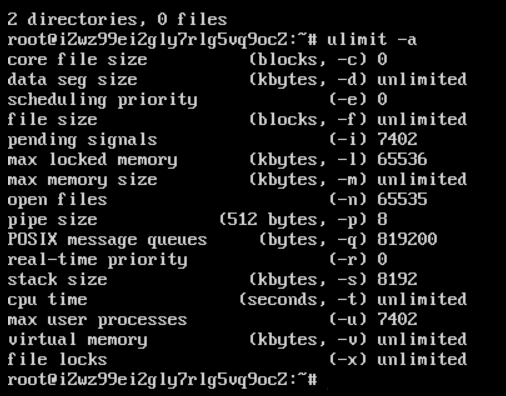 2 directories, 0 files
root@iZwz99ei2gly7rlg5vq9ocZ:~# ulimit -a
core file size          (blocks, -c) 0
data seg size           (kbytes, -d) unlimited
scheduling priority             (-e) 0
file size               (blocks, -f) unlimited
pending signals                 (-i) 7402
max locked memory       (kbytes, -l) 65536
max memory size         (kbytes, -m) unlimited
open files                      (-n) 65535
pipe size            (512 bytes, -p) 8
POSIX message queues     (bytes, -q) 819200
real-time priority              (-r) 0
stack size              (kbytes, -s) 8192
cpu time               (seconds, -t) unlimited
max user processes              (-u) 7402
virtual memory          (kbytes, -v) unlimited
file locks                      (-x) unlimited
root@iZwz99ei2gly7rlg5vq9ocZ:~#